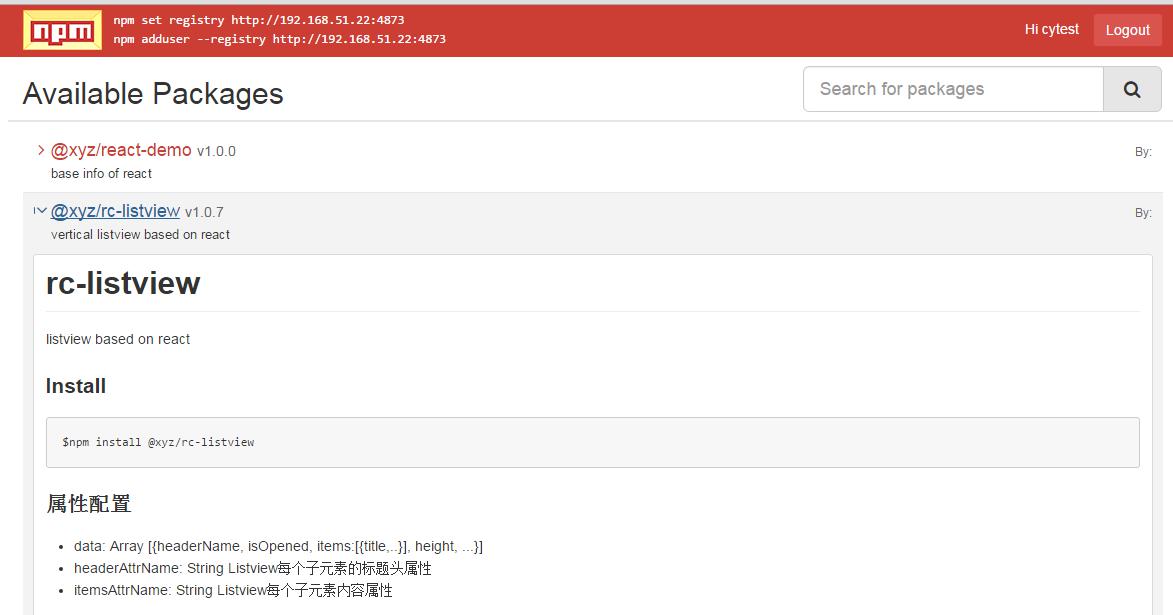 npm
npm set registry http://192.168.51.22:4873
npm adduser --registry http://192.168.51.22:4873
Hi cytest
Logout
Available Packages
Search for packages
@xyz/react-demo v1.0.0
By:
base info of react
@xyz/rc-listview v1.0.7
By:
vertical listview based on react
rc-listview
listview based on react
Install
$npm install @xyz/rc-listview
属性配置
• data: Array [{headerName, isOpened, items:[{title,..}], height, ...}]
• headerAttrName: String Listview每个子元素的标题头属性
• itemsAttrName: String Listview每个子元素内容属性